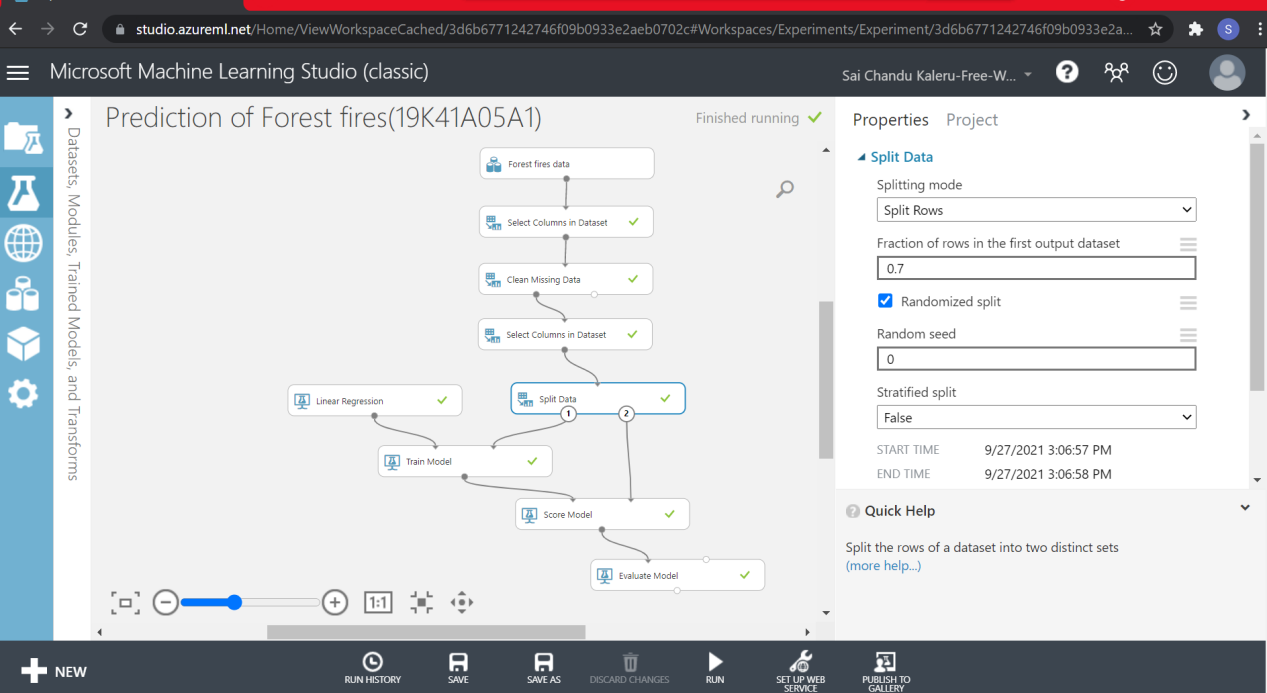 studio.azureml.net/Home/ViewWorkspaceCached/3d6b6771242746f09b0933e2aeb0702c#Workspaces/Experiments/Experiment/3d6b6771242746f09b0933e2a...
S
Microsoft Machine Learning Studio (classic)
Sai Chandu Kaleru-Free-W...
?
Datasets, Modules, Trained Models, and Transforms
Prediction of Forest fires(19K41A05A1)
Finished running
Forest fires data
Select Columns in Dataset
Clean Missing Data
Select Columns in Dataset
Linear Regression
Split Data
1
2
Train Model
Score Model
Evaluate Model
1:1
Properties
Project
Split Data
Splitting mode
Split Rows
Fraction of rows in the first output dataset
0.7
Randomized split
Random seed
0
Stratified split
False
START TIME 9/27/2021 3:06:57 PM
END TIME 9/27/2021 3:06:58 PM
? Quick Help
Split the rows of a dataset into two distinct sets
(more help...)
NEW
RUN HISTORY
SAVE
SAVE AS
DISCARD CHANGES
RUN
SET UP WEB
SERVICE
PUBLISH TO
GALLERY